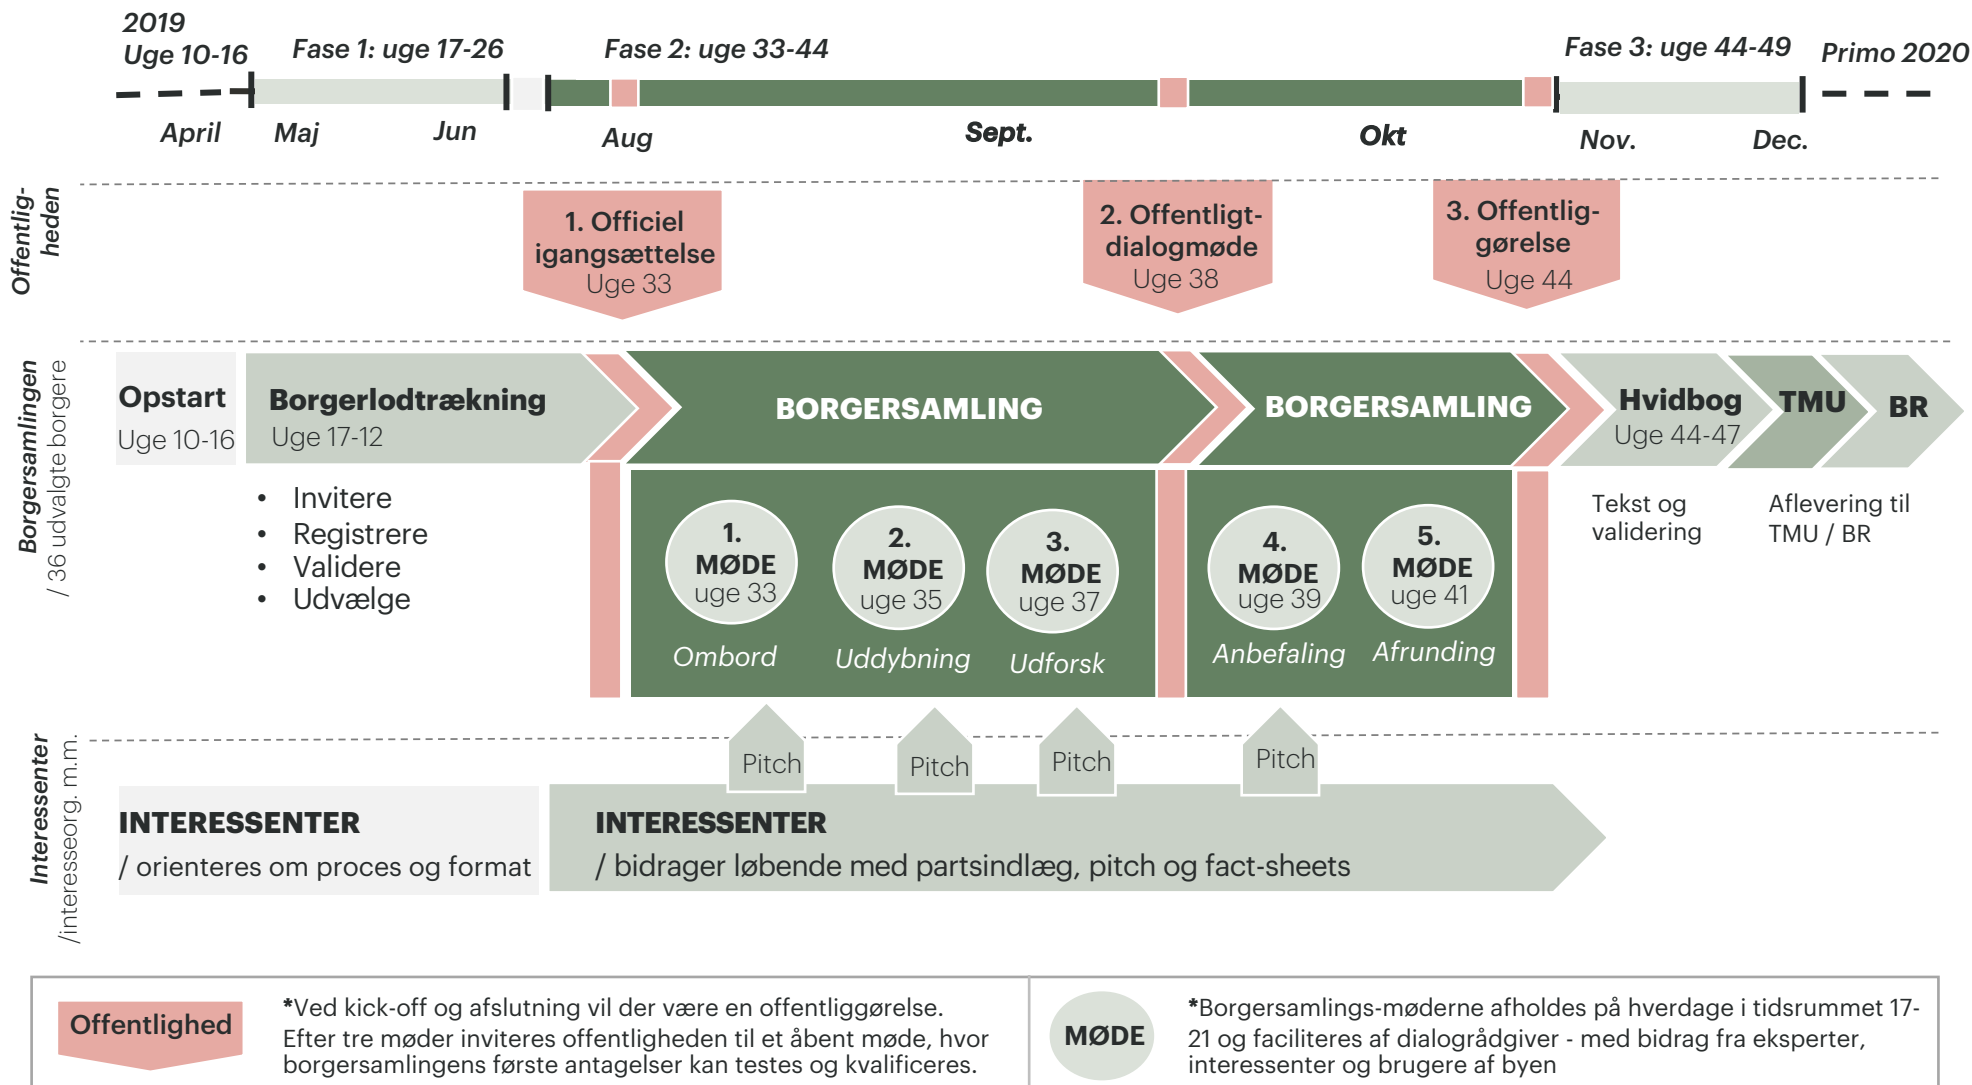 2019
Uge 10-16
Fase 1: uge 17-26
Fase 2: uge 33-44
Fase 3: uge 44-49
Primo 2020
April
Maj
Jun
Aug
Sept.
Okt
Nov.
Dec.
Offentlig-
heden
1. Officiel
igangsættelse
Uge 33
2. Offentligt-
dialogmøde
Uge 38
3. Offentlig-
gørelse
Uge 44
Borgersamlingen
/ 36 udvalgte borgere
Opstart
Uge 10-16
Borgerlodtrækning
Uge 17-12
BORGERSAMLING
BORGERSAMLING
Hvidbog
Uge 44-47
TMU
BR
• Invitere
• Registrere
• Validere
• Udvælge
1.
MØDE
uge 33
Ombord
2.
MØDE
uge 35
Uddybning
3.
MØDE
uge 37
Udforsk
4.
MØDE
uge 39
Anbefaling
5.
MØDE
uge 41
Afrunding
Tekst og
validering
Aflevering til
TMU / BR
Interessenter
/interesseorg. m.m.
Pitch
Pitch
Pitch
Pitch
INTERESSENTER
/ orienteres om proces og format
INTERESSENTER
/ bidrager løbende med partsindlæg, pitch og fact-sheets
Offentlighed
*Ved kick-off og afslutning vil der være en offentliggørelse.
Efter tre møder inviteres offentligheden til et åbent møde, hvor
borgersamlingens første antagelser kan testes og kvalificeres.
MØDE
*Borgersamlings-møderne afholdes på hverdage i tidsrummet 17-
21 og faciliteres af dialogrådgiver - med bidrag fra eksperter,
interessenter og brugere af byen